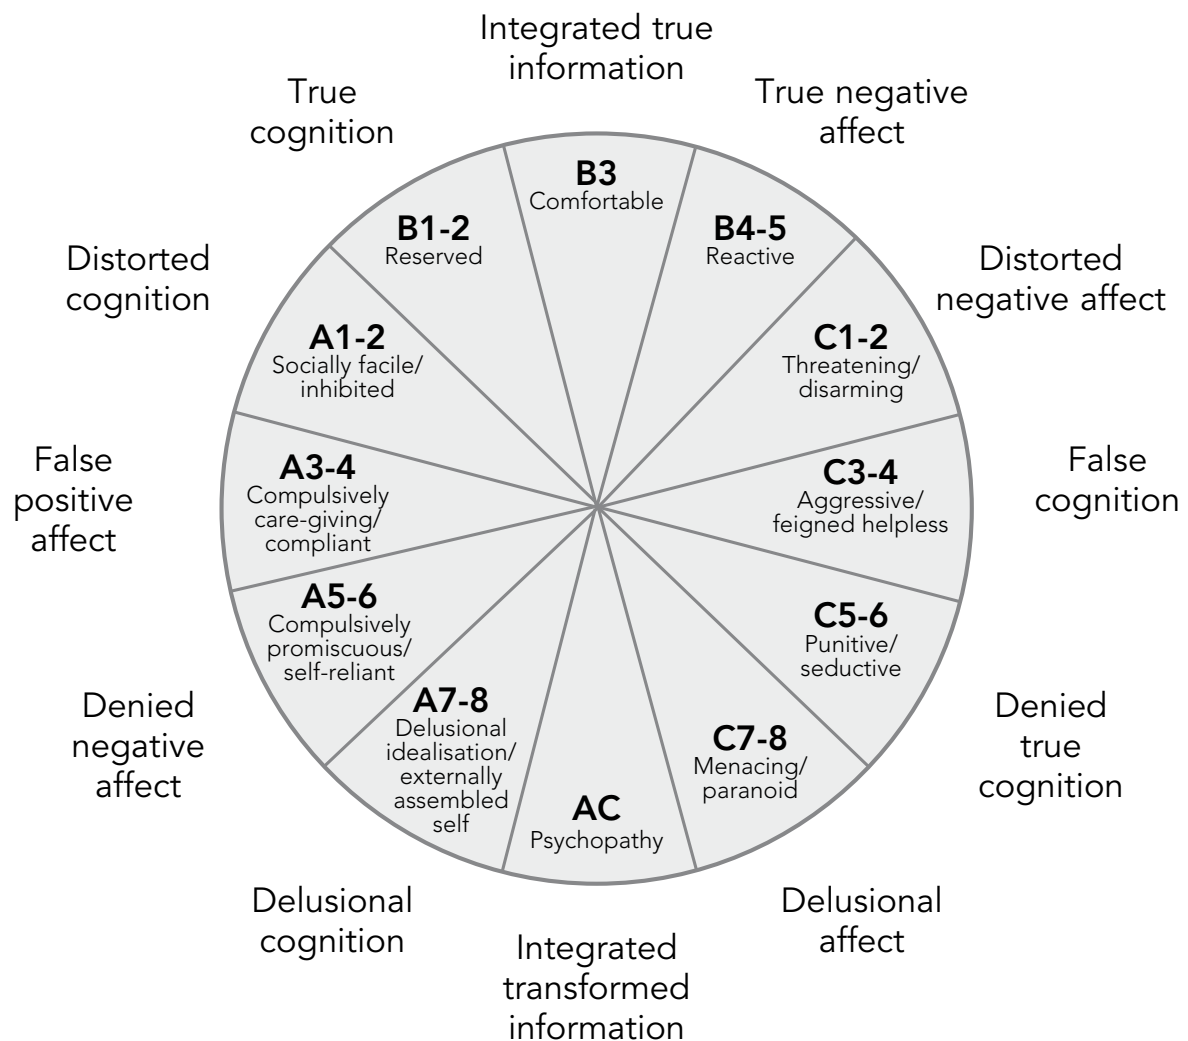 Integrated true
information
True
cognition
True negative
affect
B3
Comfortable
B1-2
Reserved
B4-5
Reactive
Distorted
cognition
Distorted
negative affect
A1-2
Socially facile/
inhibited
C1-2
Threatening/
disarming
False
positive
affect
A3-4
Compulsively
care-giving/
compliant
C3-4
Aggressive/
feigned helpless
False
cognition
A5-6
Compulsively
promiscuous/
self-reliant
C5-6
Punitive/
seductive
Denied
negative
affect
A7-8
Delusional
idealisation/
externally
assembled
self
C7-8
Menacing/
paranoid
Denied
true
cognition
AC
Psychopathy
Delusional
cognition
Delusional
affect
Integrated
transformed
information